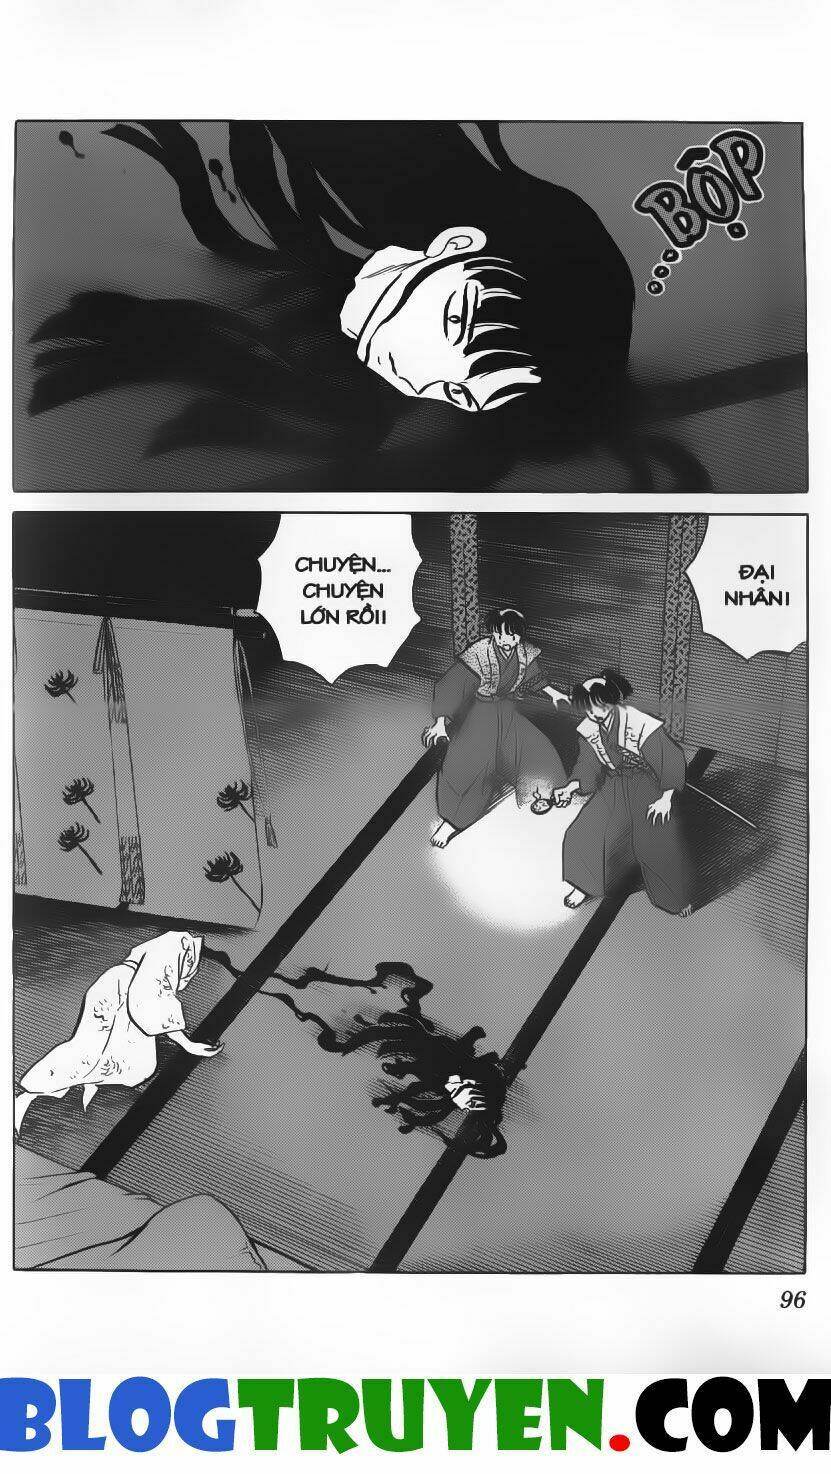 BỘP
ĐẠI
NHÂN!
CHUYỆN...
CHUYỆN
LỚN RỒI!
96
BLOGTRUYEN.COM